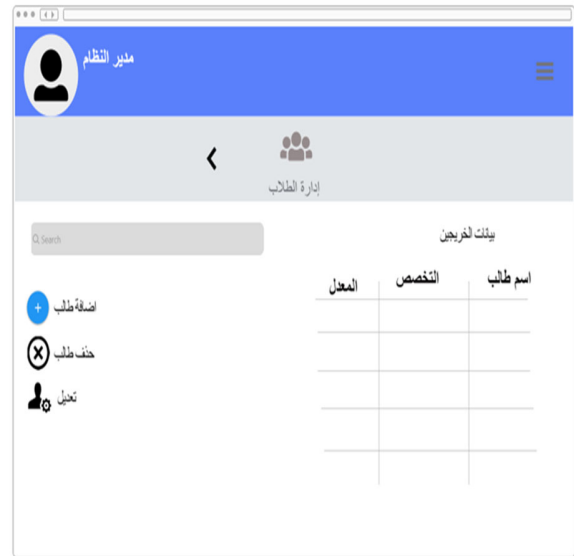 مدير النظام
إدارة الطلاب
Search
بيانات الخريجين
اسم طالب التخصص المعدل
اضافة طالب
حذف طالب
تعديل